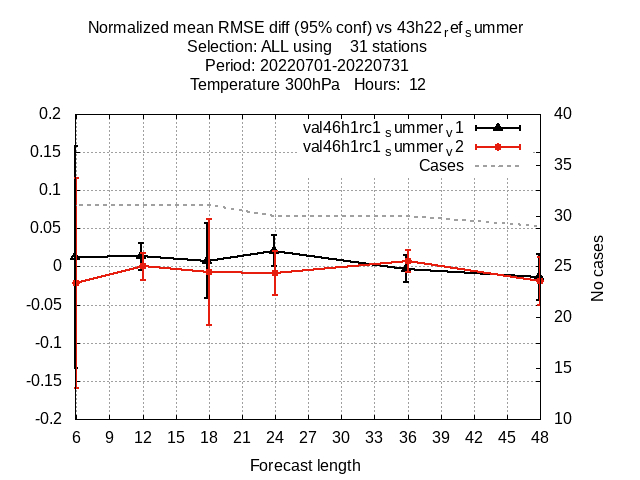 Normalized mean RMSE diff (95% conf) vs 43h22refsummer
Selection: ALL using 31 stations
Period: 20220701-20220731
Temperature 300hPa Hours: 12
0.2 40
val46h1rc1summerv1
val46h1rc1summerv2
Cases
0.15 35
0.1
0.05 30
0 25
No cases
-0.05
-0.1 20
-0.15 15
-0.2 10
6 9 12 15 18 21 24 27 30 33 36 39 42 45 48
Forecast length